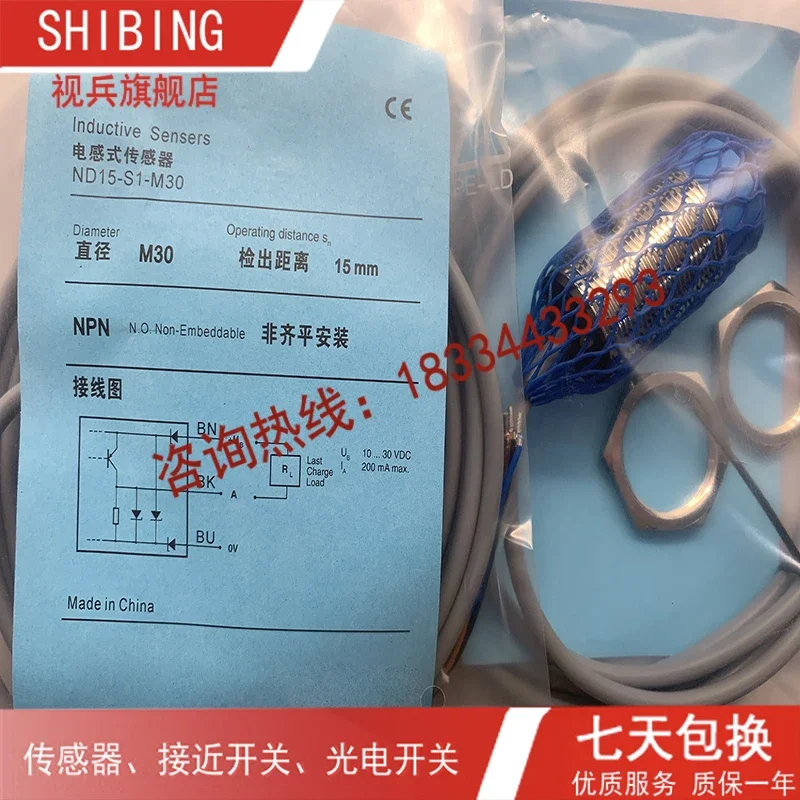 SHIBING
视兵旗舰店
CE
Inductive Sensers
电感式传感器
ND15-S1-M30
Diameter
直径 M30
Operating distance sn
检出距离 15mm
NPN N.O. Non-Embeddable 非齐平安装
接线图
BN
BK
A
BU
0V
RL
Last
Charge
Load
UB 10 ... 30 VDC
IA 200 mA max.
Made in China
咨询热线：18334433293
传感器、接近开关、光电开关
七天包换
优质服务 质保一年